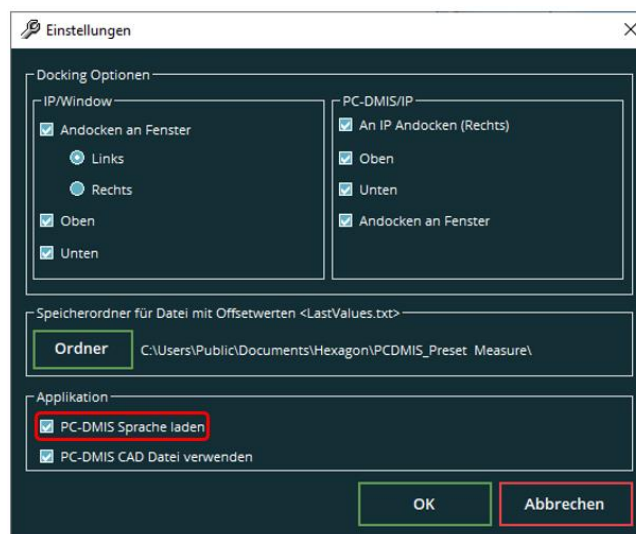 Einstellungen
Docking Optionen
IP/Window
Andocken an Fenster
Links
Rechts
Oben
Unten
PC-DMIS/IP
An IP Andocken (Rechts)
Oben
Unten
Andocken an Fenster
Speicherordner für Datei mit Offsetwerten <LastValues.txt>
Ordner
C:\Users\Public\Documents\Hexagon\PCDMIS_Preset Measure\
Applikation
PC-DMIS Sprache laden
PC-DMIS CAD Datei verwenden
OK
Abbrechen